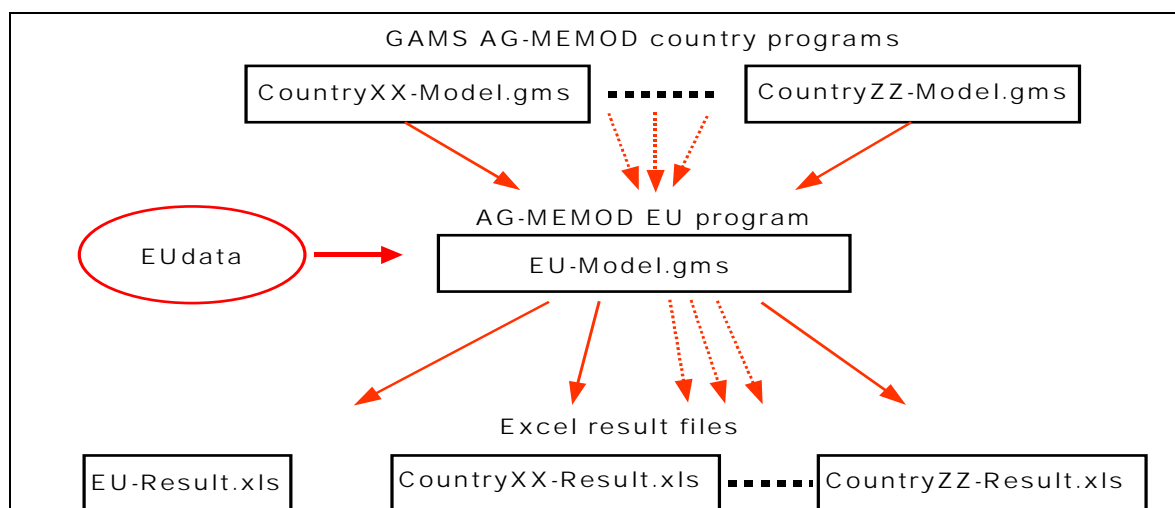 GAMS AG-MEMOD country programs
CountryXX-Model.gms
CountryZZ-Model.gms
AG-MEMOD EU program
EUdata
EU-Model.gms
Excel result files
EU-Result.xls
CountryXX-Result.xls
CountryZZ-Result.xls